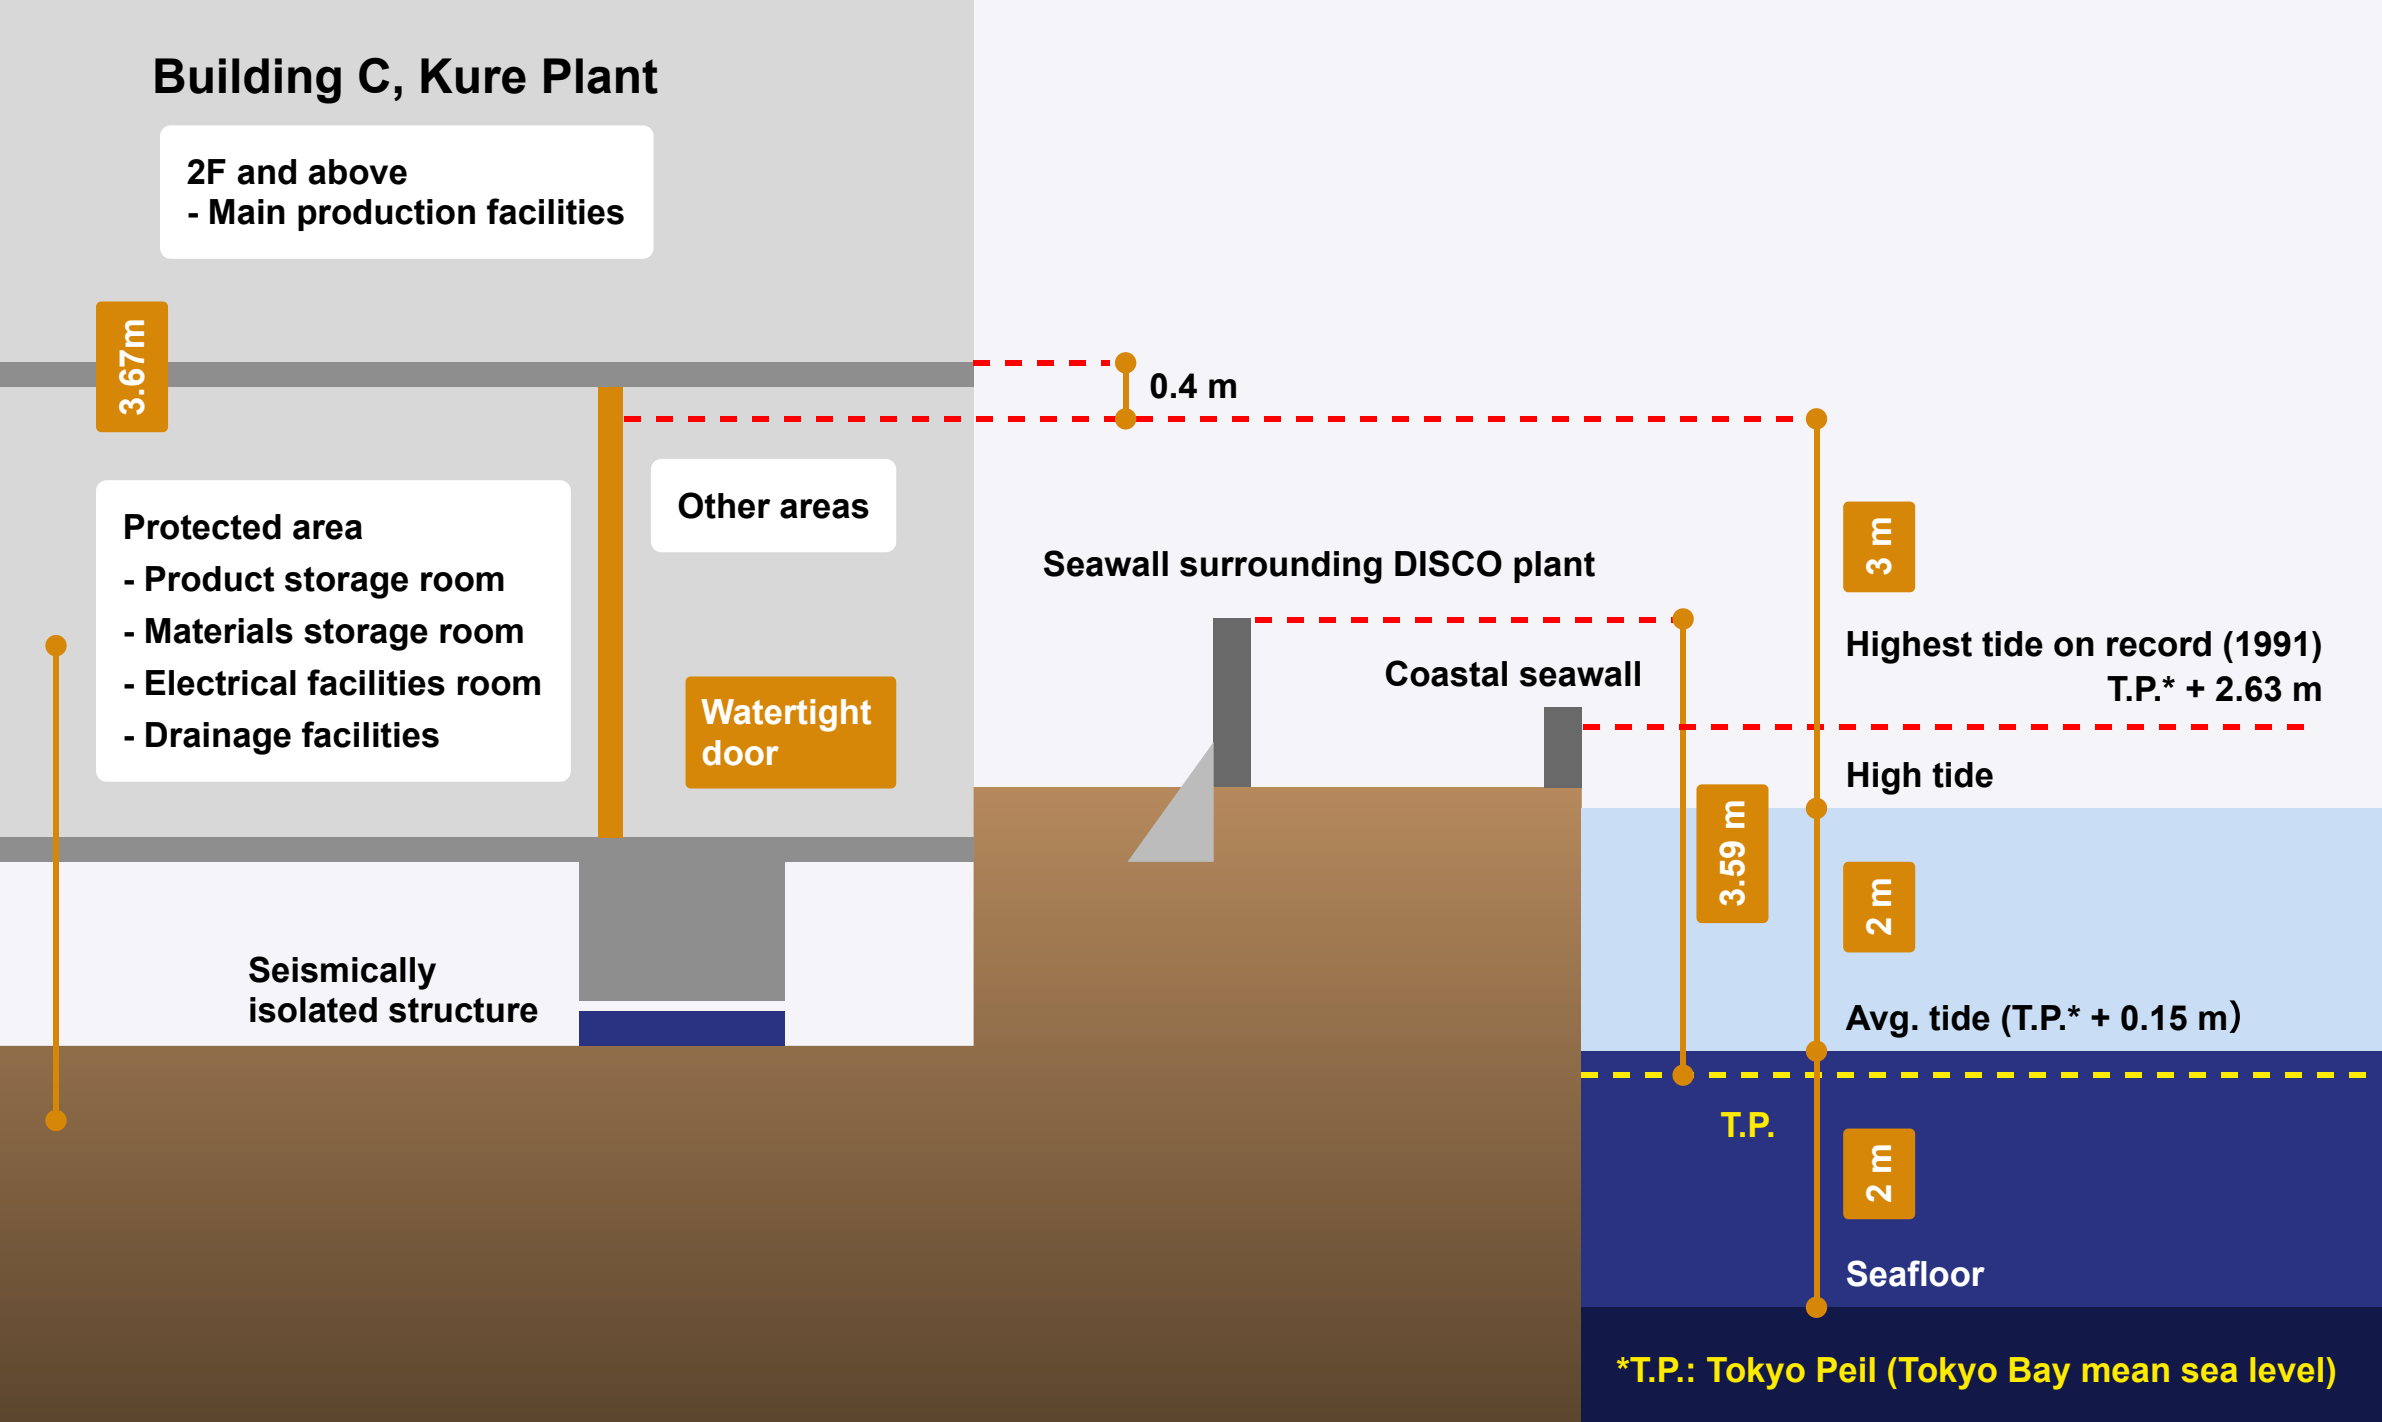 Building C, Kure Plant
2F and above
- Main production facilities
3.67m
0.4 m
Protected area
- Product storage room
- Materials storage room
- Electrical facilities room
- Drainage facilities
Other areas
Watertight
door
Seismically
isolated structure
Seawall surrounding DISCO plant
Coastal seawall
3 m
Highest tide on record (1991)
T.P.* + 2.63 m
High tide
3.59 m
2 m
Avg. tide (T.P.* + 0.15 m）
T.P.
2 m
Seafloor
*T.P.: Tokyo Peil (Tokyo Bay mean sea level)